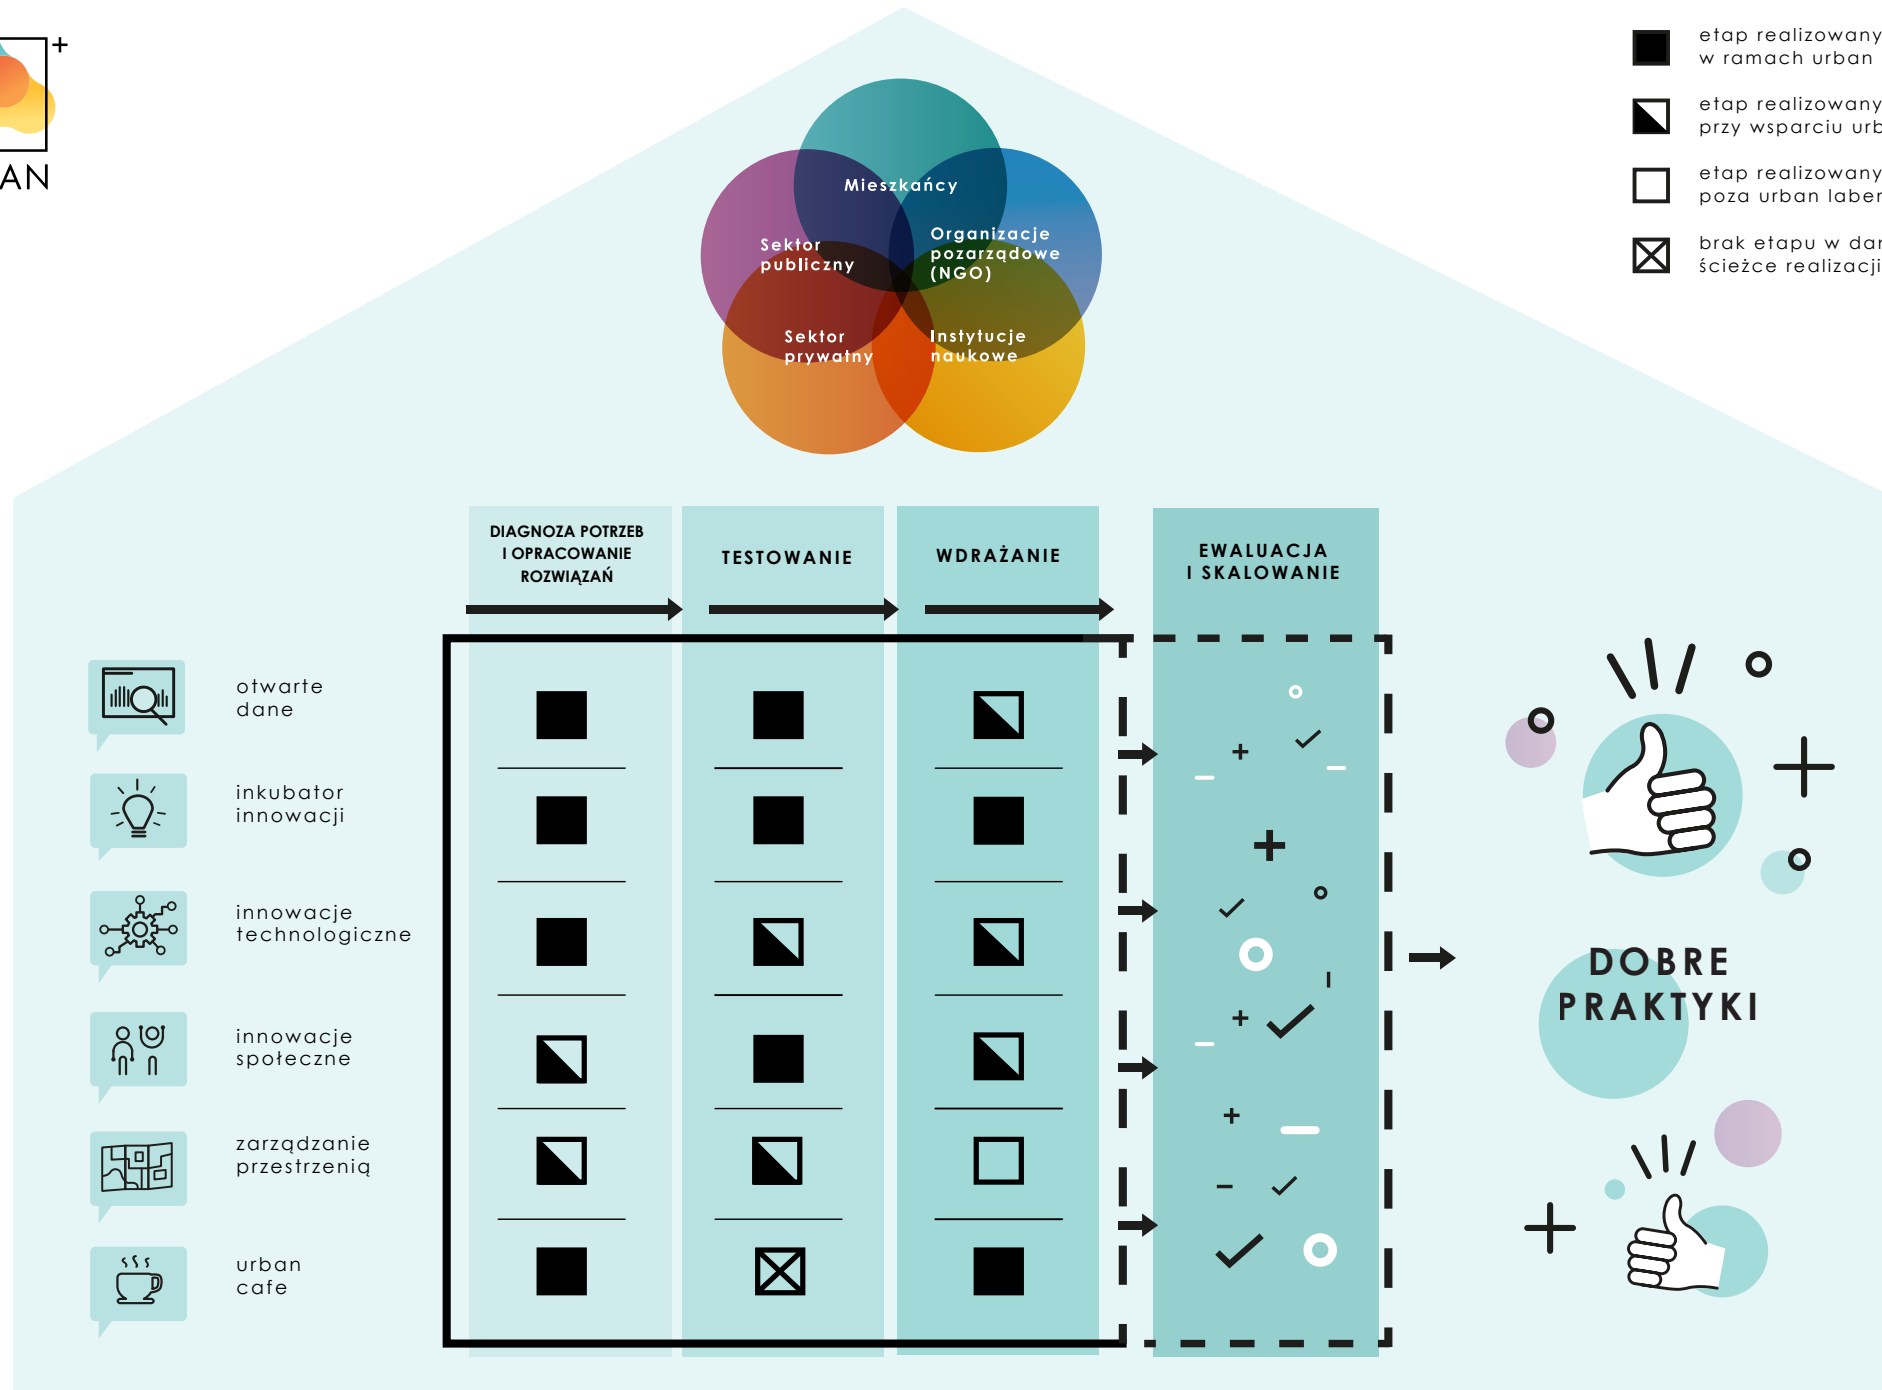 +
AN
etap realizowany
w ramach urban
etap realizowany
przy wsparciu urb
etap realizowany
poza urban laber
brak etapu w dar
ścieżce realizacji
Mieszkańcy
Sektor
publiczny
Organizacje
pozarządowe
(NGO)
Sektor
prywatny
Instytucje
naukowe
DIAGNOZA POTRZEB
I OPRACOWANIE
ROZWIĄZAŃ
TESTOWANIE
WDRAŻANIE
EWALUACJA
I SKALOWANIE
otwarte
dane
inkubator
innowacji
innowacje
technologiczne
innowacje
społeczne
zarządzanie
przestrzenią
urban
cafe
DOBRE
PRAKTYKI